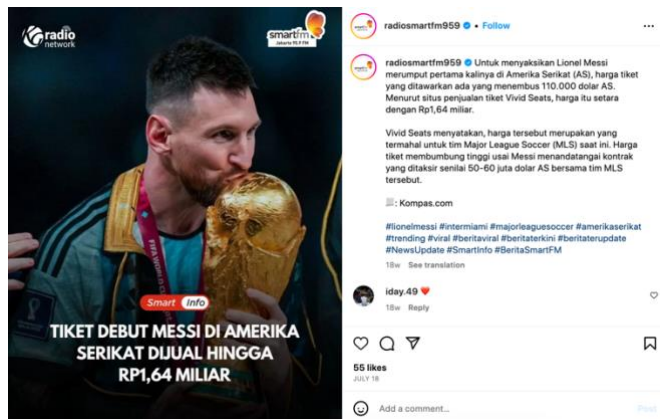 radio
network
smartfm
Jakarta 95.9 FM
FIFA WORLD C
Smart Info
TIKET DEBUT MESSI DI AMERIKA
SERIKAT DIJUAL HINGGA
RP1,64 MILIAR
radiosmartfm959 • Follow
radiosmartfm959 Untuk menyaksikan Lionel Messi
merumput pertama kalinya di Amerika Serikat (AS), harga tiket
yang ditawarkan ada yang menembus 110.000 dolar AS.
Menurut situs penjualan tiket Vivid Seats, harga itu setara
dengan Rp1,64 miliar.
Vivid Seats menyatakan, harga tersebut merupakan yang
termahal untuk tim Major League Soccer (MLS) saat ini. Harga
tiket membumbung tinggi usai Messi menandatangai kontrak
yang ditaksir senilai 50-60 juta dolar AS bersama tim MLS
tersebut.
: Kompas.com
#lionelmessi #intermiami #majorleaguesoccer #amerikaserikat
#trending #viral #beritaviral #beritaterkini #beritaterupdate
#NewsUpdate #SmartInfo #BeritaSmartFM
18w See translation
iday.49 ❤️
18w Reply
55 likes
JULY 18
Add a comment...
Post